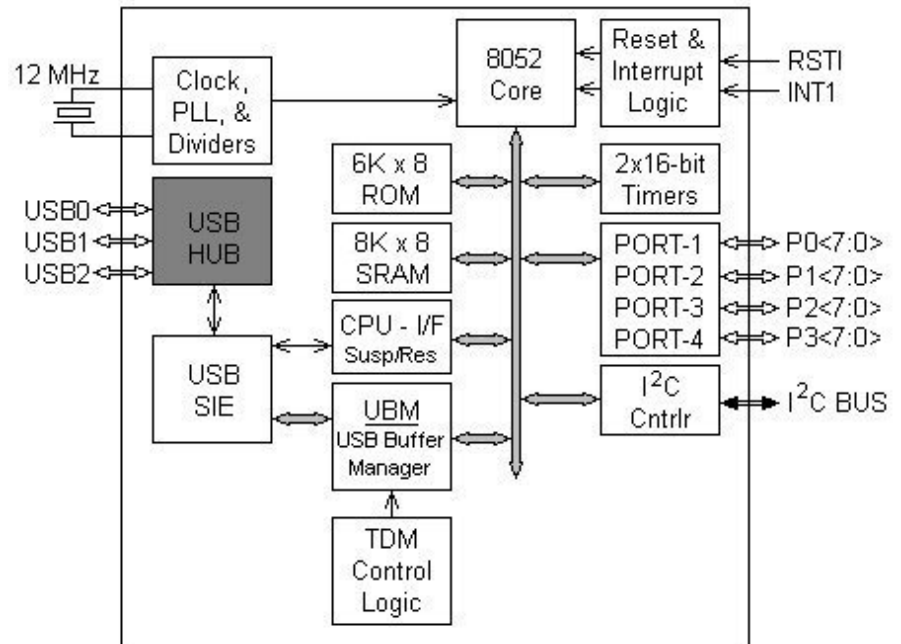 12 MHz
Clock,
PLL, &
Dividers
8052
Core
Reset &
Interrupt
Logic
RSTI
INT1
6K x 8
ROM
2x16-bit
Timers
USB0
USB1
USB2
USB
HUB
8K x 8
SRAM
PORT-1
PORT-2
PORT-3
PORT-4
P0<7:0>
P1<7:0>
P2<7:0>
P3<7:0>
CPU - I/F
Susp/Res
USB
SIE
UBM
USB Buffer
Manager
I²C
Cntrlr
I²C BUS
TDM
Control
Logic